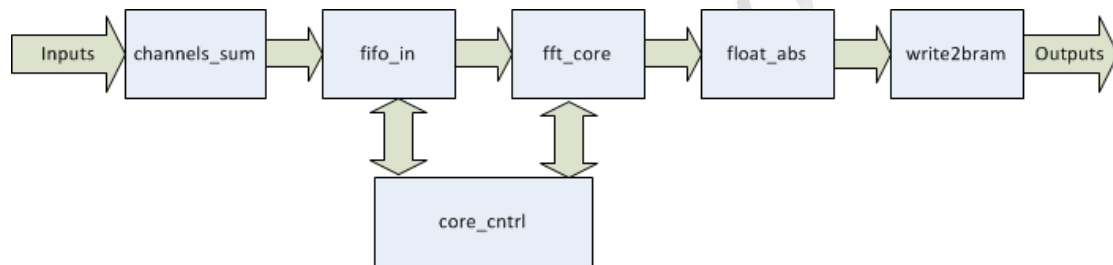 Inputs
channels_sum
fifo_in
fft_core
float_abs
write2bram
Outputs
core_cntrl